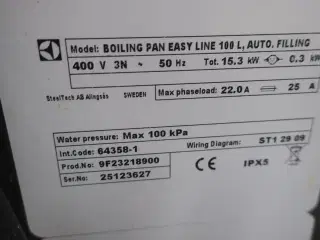 Model: BOILING PAN EASY LINE 100 L, AUTO. FILLING
400 V 3N ~ 50 Hz Tot. 15.3 kW 0.3 kW
SteelTech AB Alingsås SWEDEN Max phaseload: 22.0 A 25 A
Water pressure: Max 100 kPa
Int.Code: 64358-1 Wiring Diagram: ST1 29 09
Prod.No: 9F23218900
Ser.No: 25123627 CE IPX5